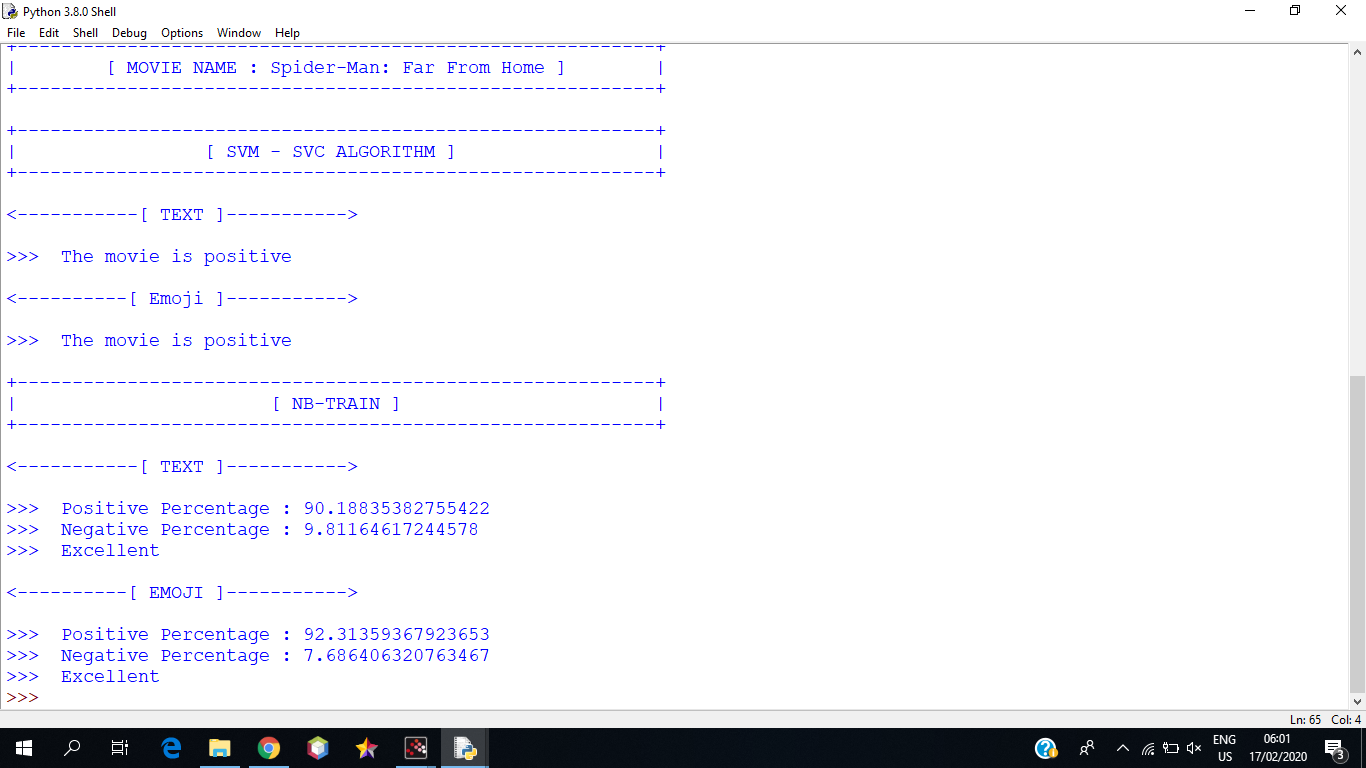 Python 3.8.0 Shell
File Edit Shell Debug Options Window Help
+----------------------------------------------------------+
| [ MOVIE NAME : Spider-Man: Far From Home ] |
+----------------------------------------------------------+
+----------------------------------------------------------+
| [ SVM - SVC ALGORITHM ] |
+----------------------------------------------------------+
<-----------[ TEXT ]----------->
>>> The movie is positive
<----------[ Emoji ]----------->
>>> The movie is positive
+----------------------------------------------------------+
| [ NB-TRAIN ] |
+----------------------------------------------------------+
<-----------[ TEXT ]----------->
>>> Positive Percentage : 90.18835382755422
>>> Negative Percentage : 9.81164617244578
>>> Excellent
<----------[ EMOJI ]----------->
>>> Positive Percentage : 92.31359367923653
>>> Negative Percentage : 7.686406320763467
>>> Excellent
>>>
Ln: 65 Col: 4
ENG US
06:01
17/02/2020
3